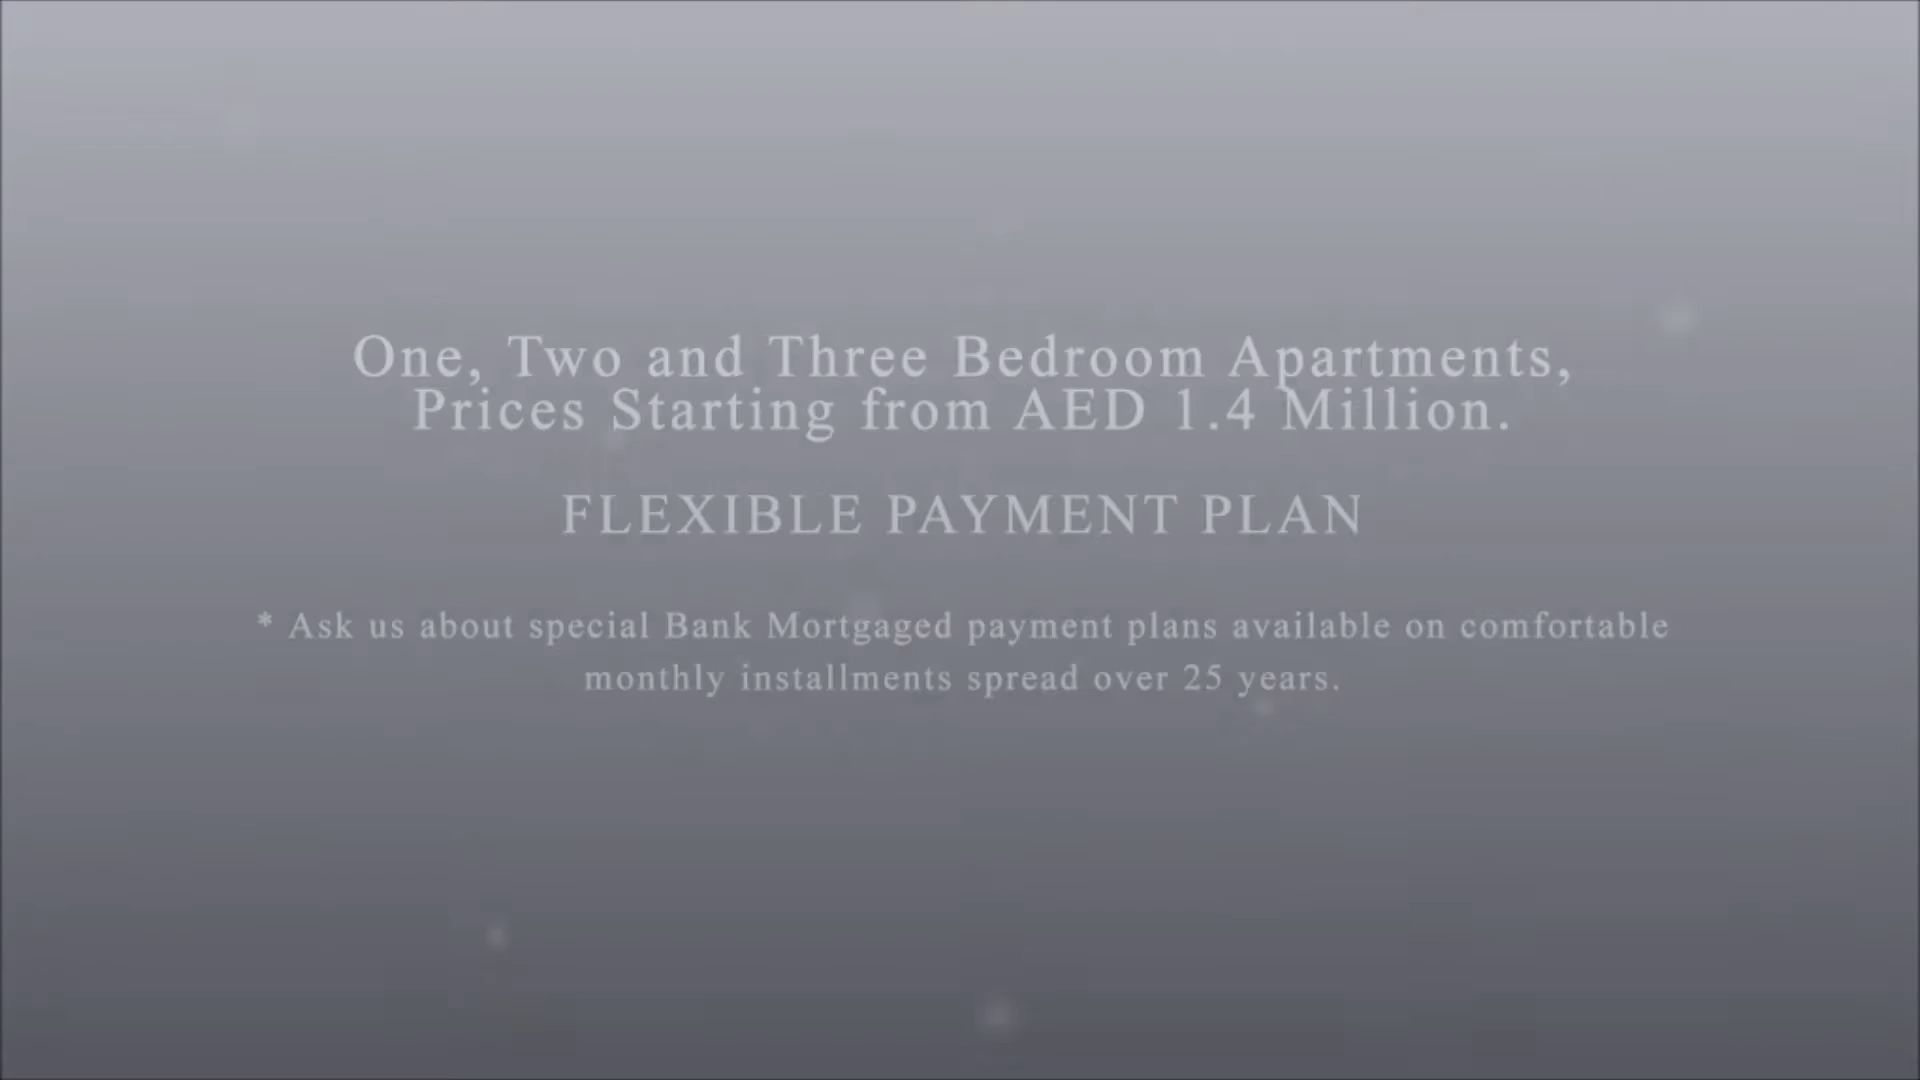 One, Two and Three Bedroom Apartments,
Prices Starting from AED 1.4 Million.
FLEXIBLE PAYMENT PLAN
* Ask us about special Bank Mortgaged payment plans available on comfortable
monthly installments spread over 25 years.